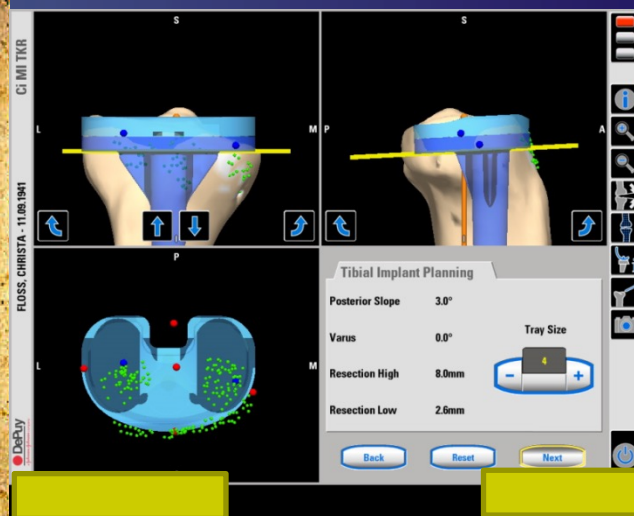 Ci MI TKR
FLOSS, CHRISTA - 11.09.1941
DePuy
S
L
M
I
S
P
A
P
L
M
Tibial Implant Planning
Posterior Slope 3.0°
Varus 0.0°
Resection High 8.0mm
Resection Low 2.6mm
Tray Size
4
- +
Back Reset Next
i